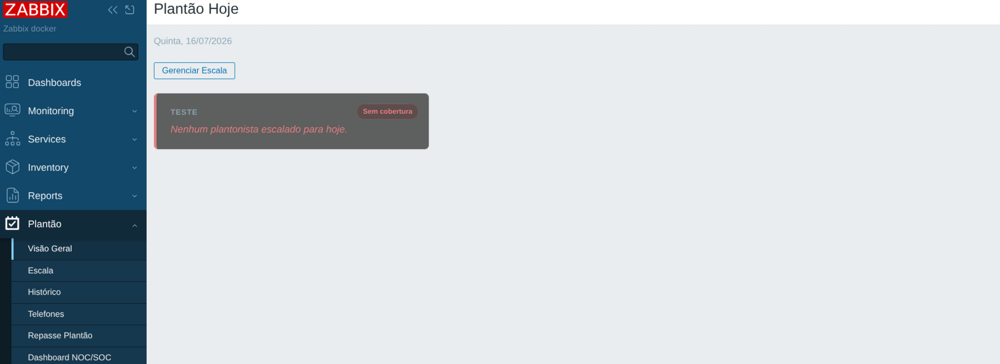 ZABBIX
Zabbix docker
Dashboards
Monitoring
Services
Inventory
Reports
Plantão
Visão Geral
Escala
Histórico
Telefones
Repasse Plantão
Dashboard NOC/SOC
Plantão Hoje
Quinta, 16/07/2026
Gerenciar Escala
TESTE
Sem cobertura
Nenhum plantonista escalado para hoje.